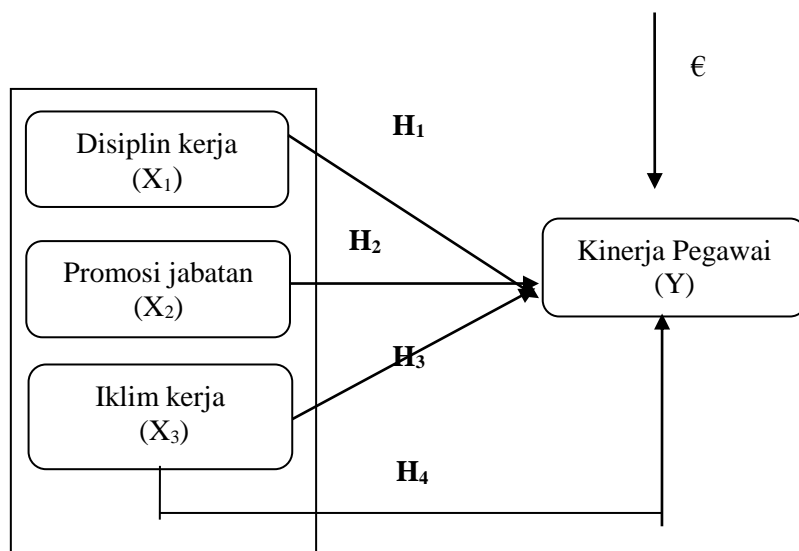 €
H₁
Disiplin kerja
(X₁)
H₂
Promosi jabatan
(X₂)
Kinerja Pegawai
(Y)
H₃
Iklim kerja
(X₃)
H₄